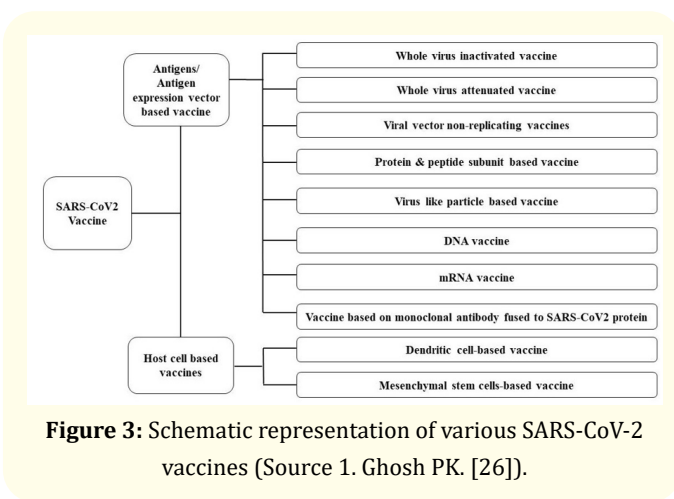 Antigens/
Antigen
expression vector
based vaccine
Whole virus inactivated vaccine
Whole virus attenuated vaccine
Viral vector non-replicating vaccines
Protein & peptide subunit based vaccine
SARS-CoV2
Vaccine
Virus like particle based vaccine
DNA vaccine
mRNA vaccine
Vaccine based on monoclonal antibody fused to SARS-CoV2 protein
Host cell based
vaccines
Dendritic cell-based vaccine
Mesenchymal stem cells-based vaccine
Figure 3: Schematic representation of various SARS-CoV-2
vaccines (Source 1. Ghosh PK. [26]).